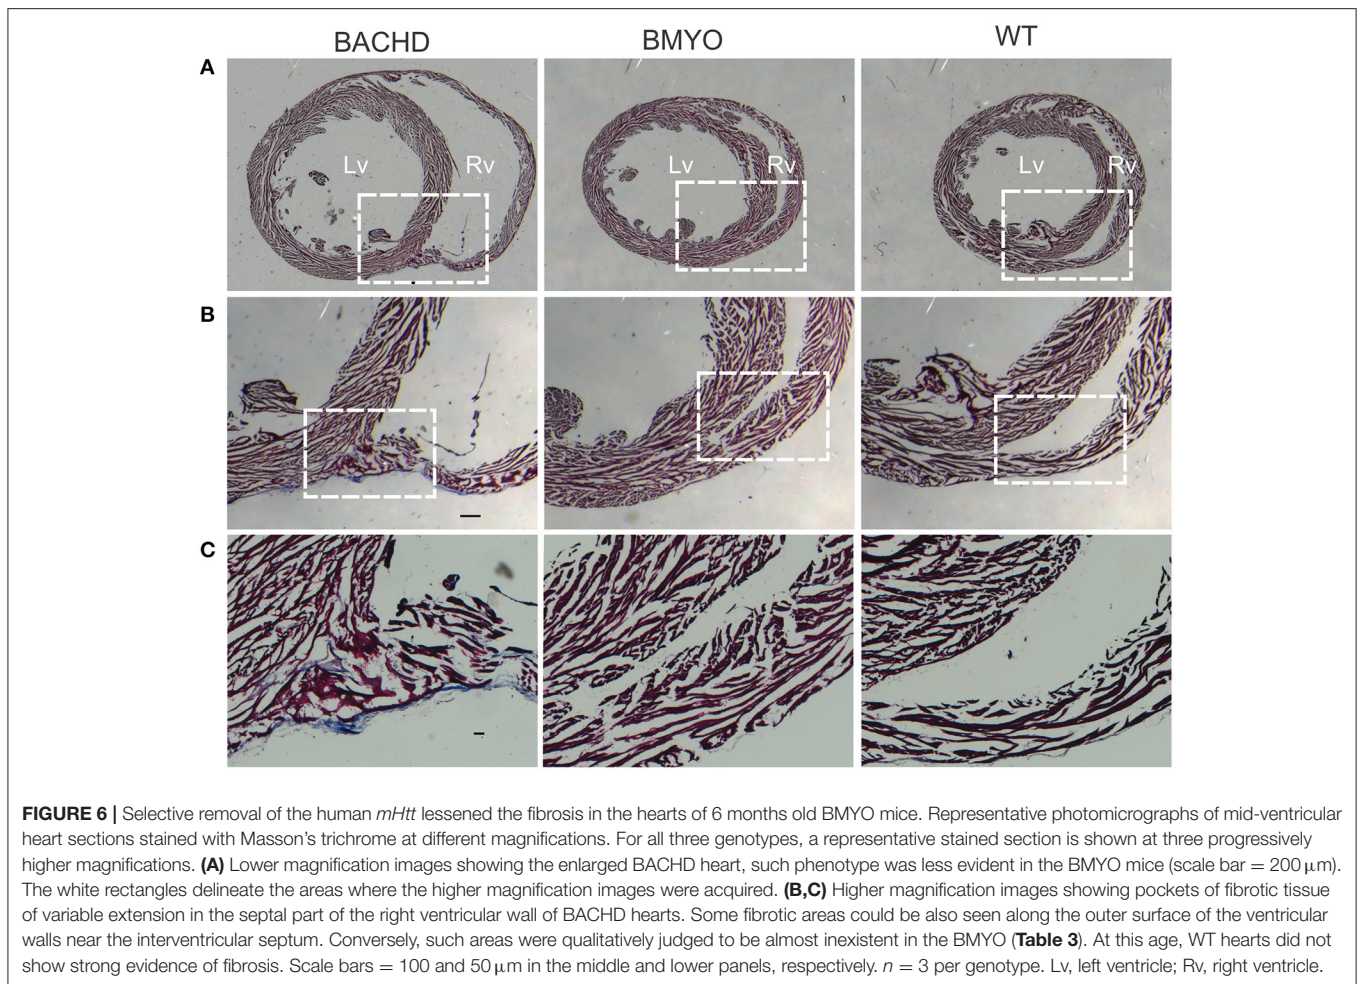 BACHD
BMYO
WT
A
Lv
Rv
Lv
Rv
Lv
Rv
B
C
FIGURE 6 | Selective removal of the human mHtt lessened the fibrosis in the hearts of 6 months old BMYO mice. Representative photomicrographs of mid-ventricular
heart sections stained with Masson's trichrome at different magnifications. For all three genotypes, a representative stained section is shown at three progressively
higher magnifications. (A) Lower magnification images showing the enlarged BACHD heart, such phenotype was less evident in the BMYO mice (scale bar = 200 μm).
The white rectangles delineate the areas where the higher magnification images were acquired. (B,C) Higher magnification images showing pockets of fibrotic tissue
of variable extension in the septal part of the right ventricular wall of BACHD hearts. Some fibrotic areas could be also seen along the outer surface of the ventricular
walls near the interventricular septum. Conversely, such areas were qualitatively judged to be almost inexistent in the BMYO (Table 3). At this age, WT hearts did not
show strong evidence of fibrosis. Scale bars = 100 and 50 μm in the middle and lower panels, respectively. n = 3 per genotype. Lv, left ventricle; Rv, right ventricle.